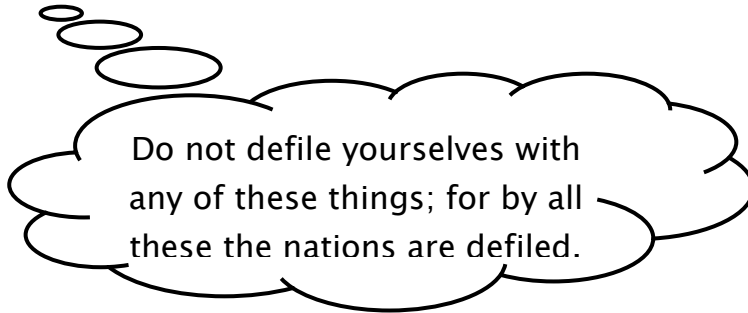 Do not defile yourselves with
any of these things; for by all
these the nations are defiled.